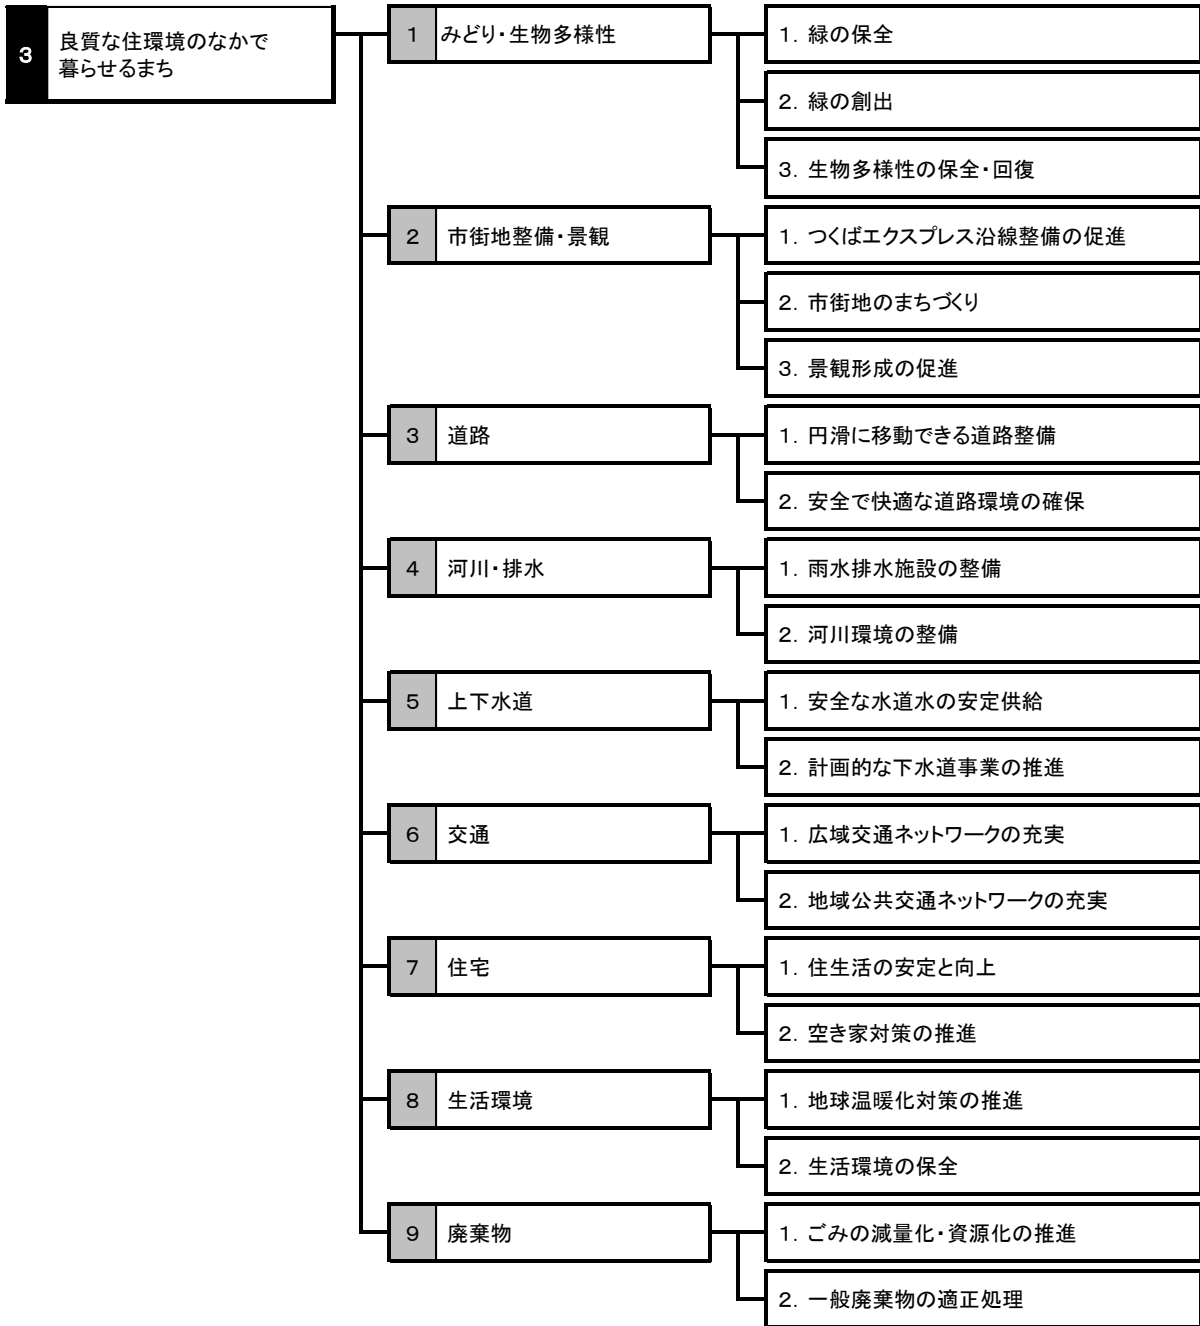 3
良質な住環境のなかで
暮らせるまち
1 みどり・生物多様性
1．緑の保全
2．緑の創出
3．生物多様性の保全・回復
2 市街地整備・景観
1．つくばエクスプレス沿線整備の促進
2．市街地のまちづくり
3．景観形成の促進
3 道路
1．円滑に移動できる道路整備
2．安全で快適な道路環境の確保
4 河川・排水
1．雨水排水施設の整備
2．河川環境の整備
5 上下水道
1．安全な水道水の安定供給
2．計画的な下水道事業の推進
6 交通
1．広域交通ネットワークの充実
2．地域公共交通ネットワークの充実
7 住宅
1．住生活の安定と向上
2．空き家対策の推進
8 生活環境
1．地球温暖化対策の推進
2．生活環境の保全
9 廃棄物
1．ごみの減量化・資源化の推進
2．一般廃棄物の適正処理